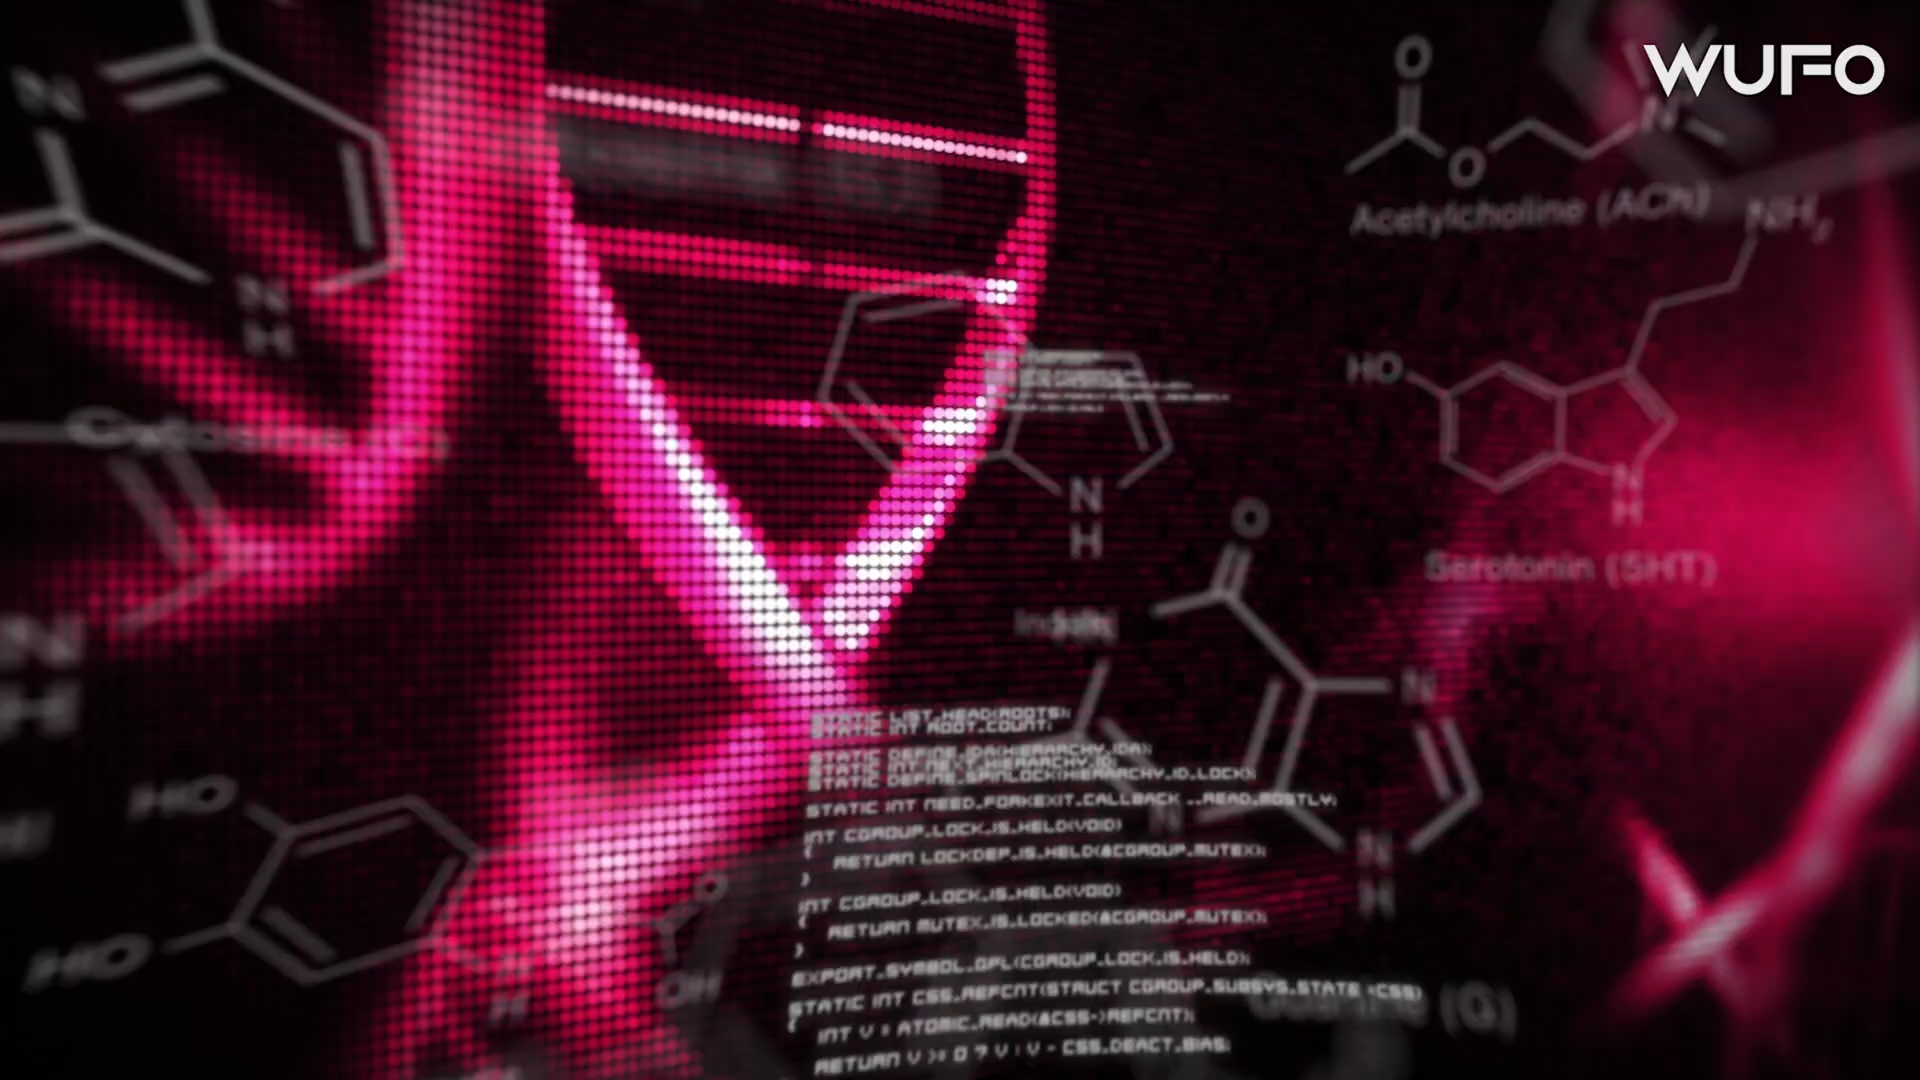 WUFO
N
O
O
N
Acetylcholine (ACh)
NH2
N
H
HO
N
H
N
H
Serotonin (5HT)
O
Indole
N
H
N
STATIC LIST_HEAD(ROOTS);
STATIC INT ROOT_COUNT;
STATIC DEFINE_IDA(HIERARCHY_IDA);
STATIC INT NEXT_HIERARCHY_ID;
STATIC DEFINE_SPINLOCK(HIERARCHY_ID_LOCK);
STATIC INT NEED_FORKEXIT_CALLBACK __READ_MOSTLY;
INT CGROUP_LOCK_IS_HELD(VOID)
{
RETURN LOCKDEP_IS_HELD(&CGROUP_MUTEX);
}
INT CGROUP_LOCK_IS_HELD(VOID)
{
RETURN MUTEX_IS_LOCKED(&CGROUP_MUTEX);
}
EXPORT_SYMBOL_GPL(CGROUP_LOCK_IS_HELD);
STATIC INT CSS_REFCNT(STRUCT CGROUP_SUBSYS_STATE *CSS)
{
INT V = ATOMIC_READ(&CSS->REFCNT);
RETURN V >= 0 ? V : V - CSS_DEACT_BIAS;
HO
HO
OH
N
N
H
(G)